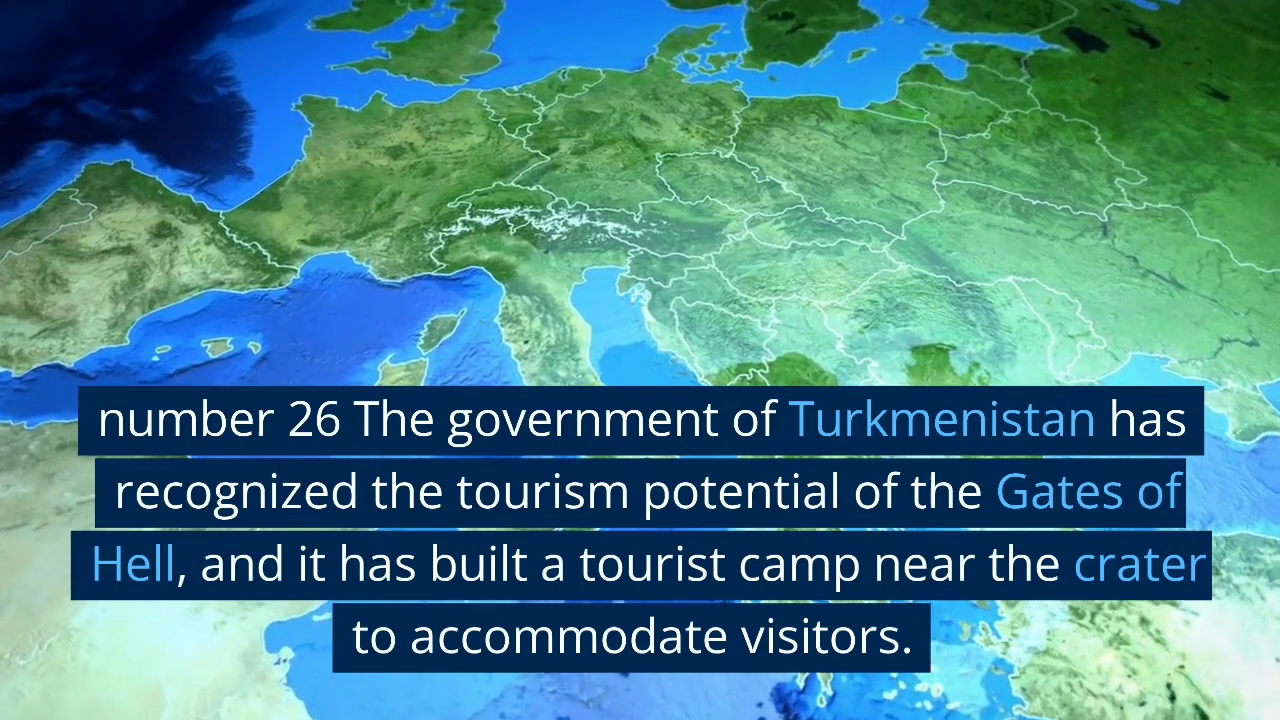 number 26 The government of Turkmenistan has
recognized the tourism potential of the Gates of
Hell, and it has built a tourist camp near the crater
to accommodate visitors.